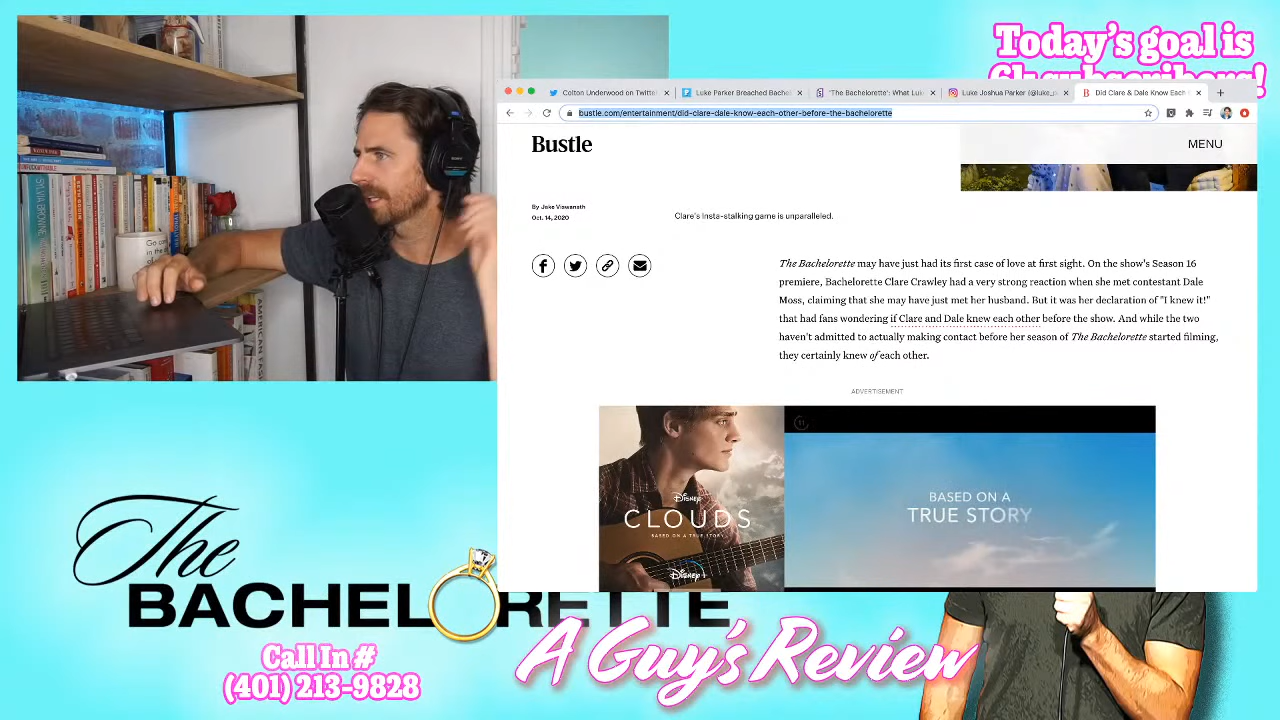 Today's goal is
6k subscribers!
Colton Underwood on Twitter
Luke Parker Breached Bachel
'The Bachelorette': What Luk
Luke Joshua Parker (@luke_p
Did Clare & Dale Know Each
bustle.com/entertainment/did-clare-dale-know-each-other-before-the-bachelorette
Bustle
MENU
By Jake Viswanath
Oct. 14, 2020
Clare's Insta-stalking game is unparalleled.
The Bachelorette may have just had its first case of love at first sight. On the show's Season 16
premiere, Bachelorette Clare Crawley had a very strong reaction when she met contestant Dale
Moss, claiming that she may have just met her husband. But it was her declaration of "I knew it!"
that had fans wondering if Clare and Dale knew each other before the show. And while the two
haven't admitted to actually making contact before her season of The Bachelorette started filming,
they certainly knew of each other.
ADVERTISEMENT
DISNEY
CLOUDS
BASED ON A TRUE STORY
Disney+
BASED ON A
TRUE STORY
The
BACHELORETTE
A Guy's Review
Call In #
(401) 213-9828